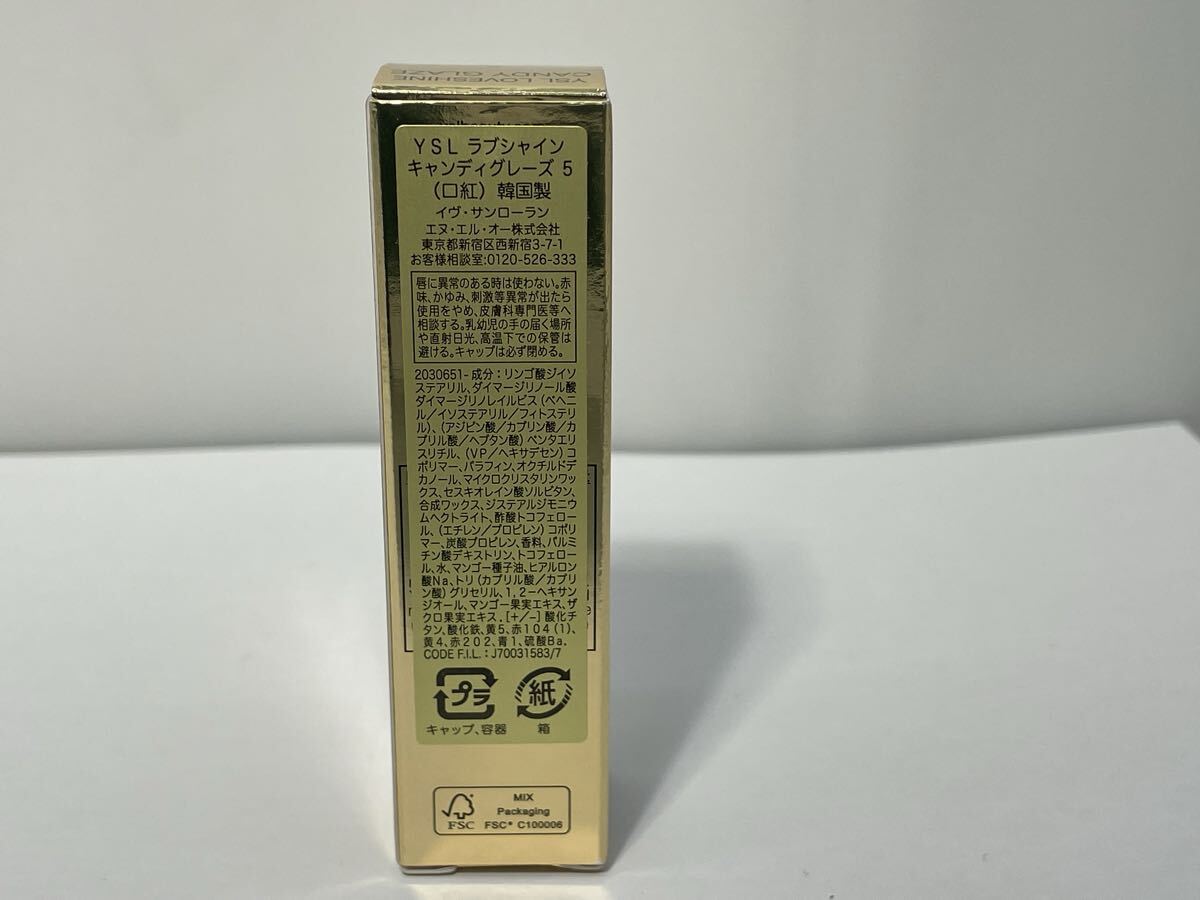 YSL LOVESHINE
CANDY GLAZE
YSL ラブシャイン
キャンディグレーズ 5
（口紅）韓国製
イヴ・サンローラン
エヌ・エル・オー株式会社
東京都新宿区西新宿3-7-1
お客様相談室:0120-526-333
唇に異常のある時は使わない。赤
味、かゆみ、刺激等異常が出たら
使用をやめ、皮膚科専門医等へ
相談する。乳幼児の手の届く場所
や直射日光、高温下での保管は
避ける。キャップは必ず閉める。
2030651- 成分：リンゴ酸ジイソ
ステアリル、ダイマージリノール酸
ダイマージリノレイルビス（ベヘニ
ル／イソステアリル／フィトステリ
ル）、（アジピン酸／カプリン酸／カ
プリル酸／ヘプタン酸）ペンタエリ
スリチル、（VP／ヘキサデセン）コ
ポリマー、パラフィン、オクチルドデ
カノール、マイクロクリスタリンワッ
クス、セスキオレイン酸ソルビタン、
合成ワックス、ジステアルジモニウ
ムヘクトライト、酢酸トコフェロー
ル、（エチレン／プロピレン）コポリ
マー、炭酸プロピレン、香料、パルミ
チン酸デキストリン、トコフェロー
ル、水、マンゴー種子油、ヒアルロン
酸Na、トリ（カプリル酸／カプリ
ン酸）グリセリル、1,2－ヘキサン
ジオール、マンゴー果実エキス、ザ
クロ果実エキス．[+/−] 酸化チ
タン、酸化鉄、黄5、赤104（1）、
黄4、赤202、青1、硫酸Ba．
CODE F.I.L. : J70031583/7
プラ 紙
キャップ、容器 箱
FSC
MIX
Packaging
FSC® C100006